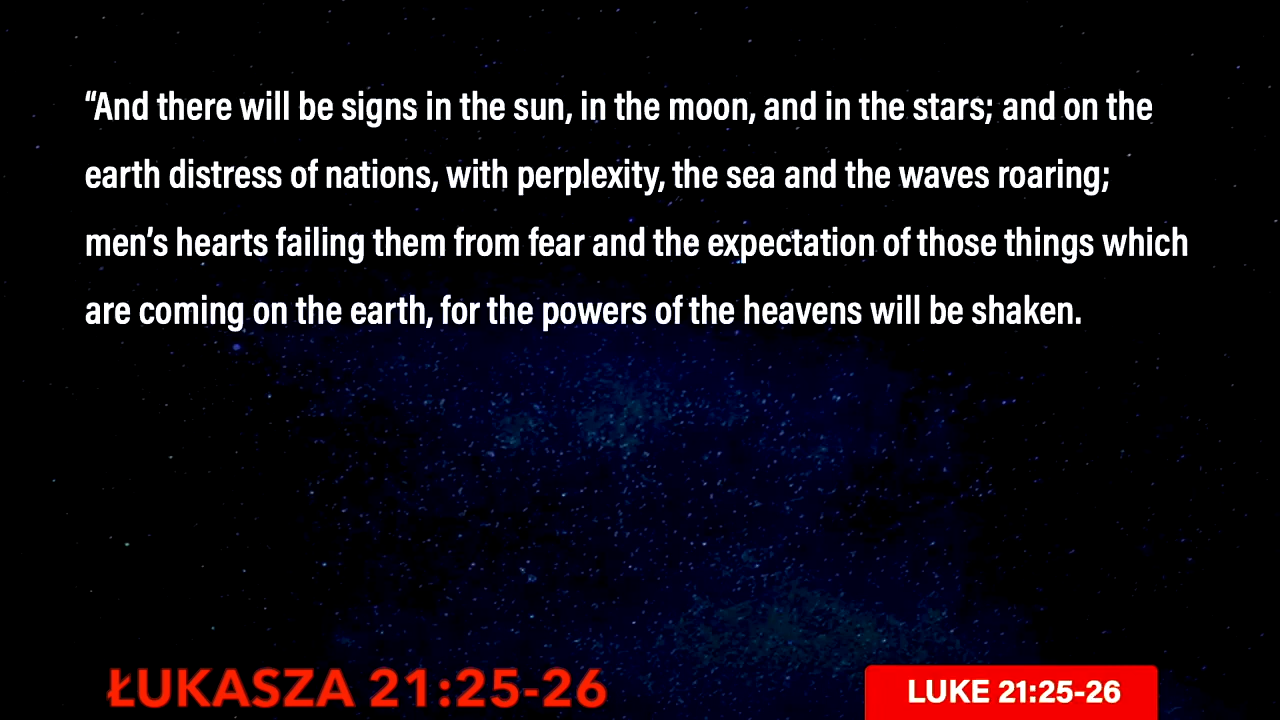 “And there will be signs in the sun, in the moon, and in the stars; and on the
earth distress of nations, with perplexity, the sea and the waves roaring;
men’s hearts failing them from fear and the expectation of those things which
are coming on the earth, for the powers of the heavens will be shaken.
ŁUKASZA 21:25-26
LUKE 21:25-26